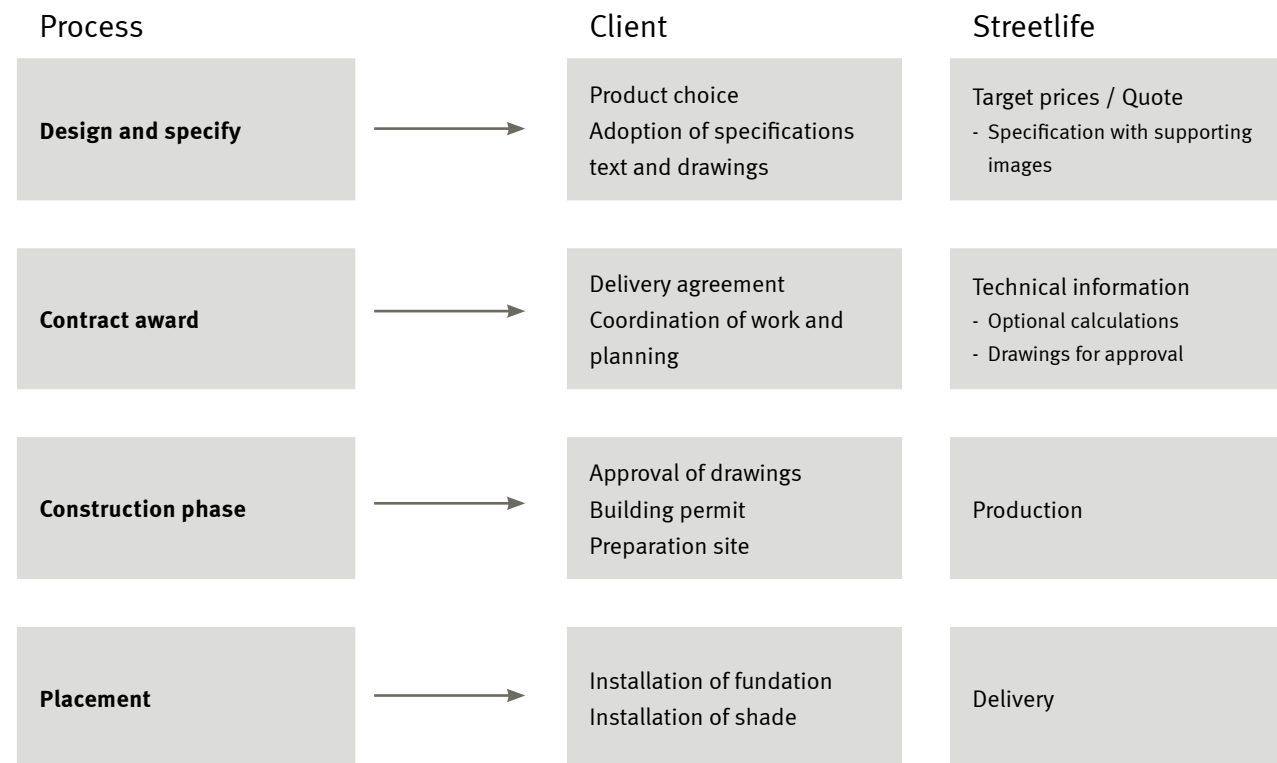 Process
Client
Streetlife
Design and specify
Product choice
Adoption of specifications
text and drawings
Target prices / Quote
- Specification with supporting
images
Contract award
Delivery agreement
Coordination of work and
planning
Technical information
- Optional calculations
- Drawings for approval
Construction phase
Approval of drawings
Building permit
Preparation site
Production
Placement
Installation of fundation
Installation of shade
Delivery